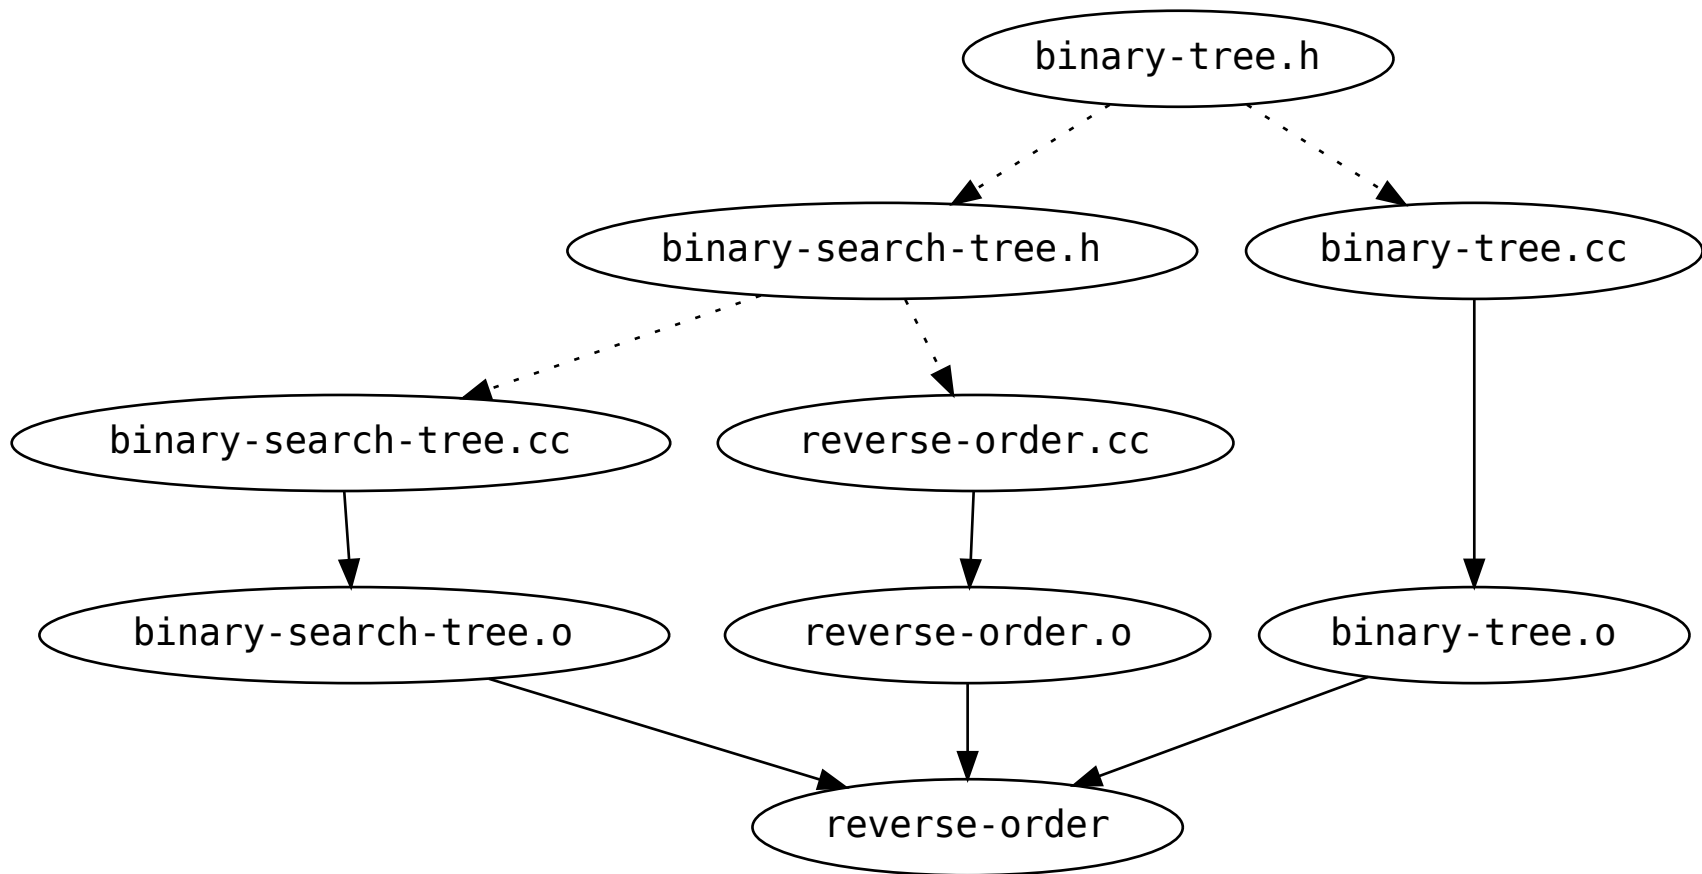 binary-tree.h
binary-search-tree.h
binary-tree.cc
binary-search-tree.cc
reverse-order.cc
binary-search-tree.o
reverse-order.o
binary-tree.o
reverse-order